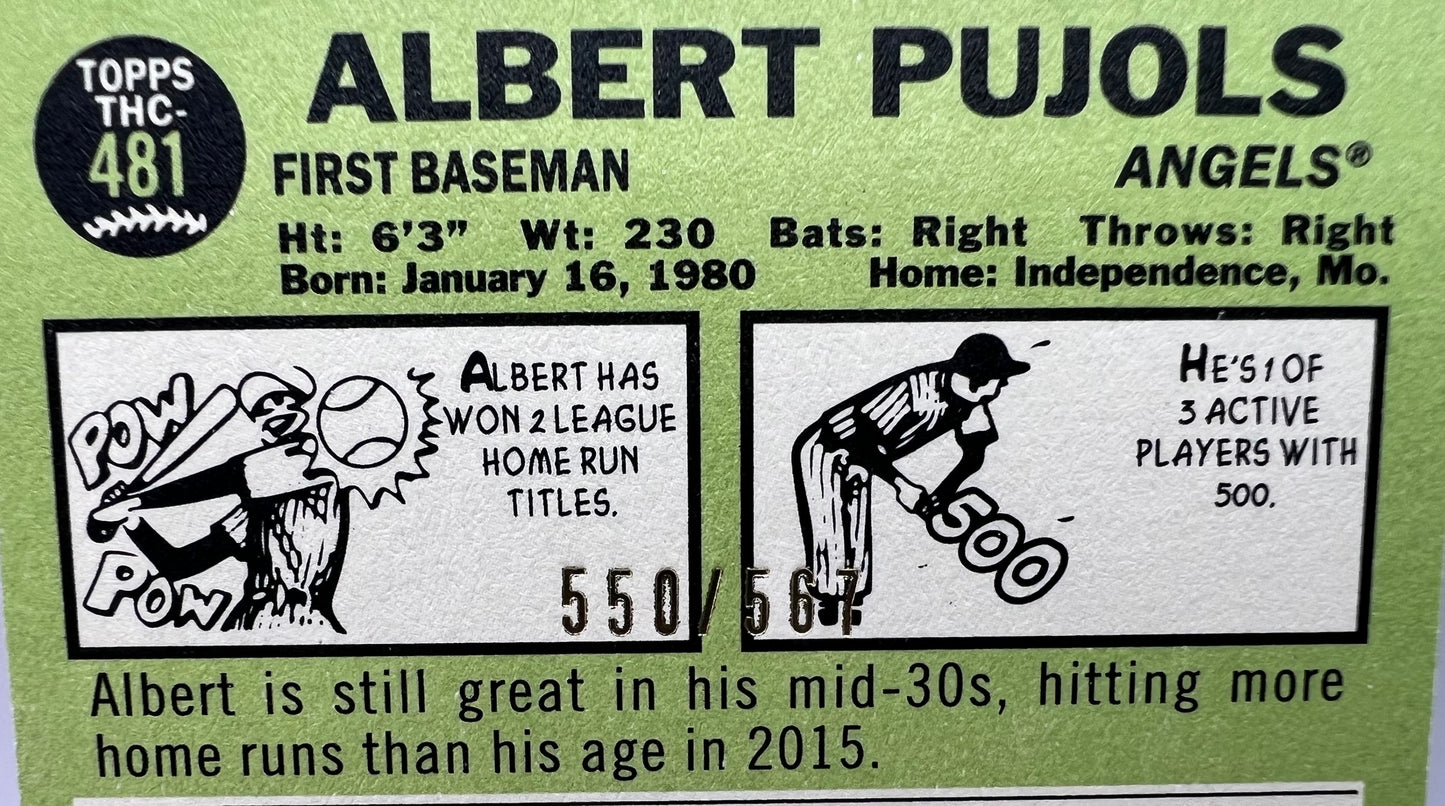 TOPPS
THC-
481
ALBERT PUJOLS
FIRST BASEMAN
ANGELS®
Ht: 6'3" Wt: 230 Bats: Right Throws: Right
Born: January 16, 1980 Home: Independence, Mo.
POW
POW
ALBERT HAS
WON 2 LEAGUE
HOME RUN
TITLES.
HE'S 1 OF
3 ACTIVE
PLAYERS WITH
500.
500
550/567
Albert is still great in his mid-30s, hitting more
home runs than his age in 2015.